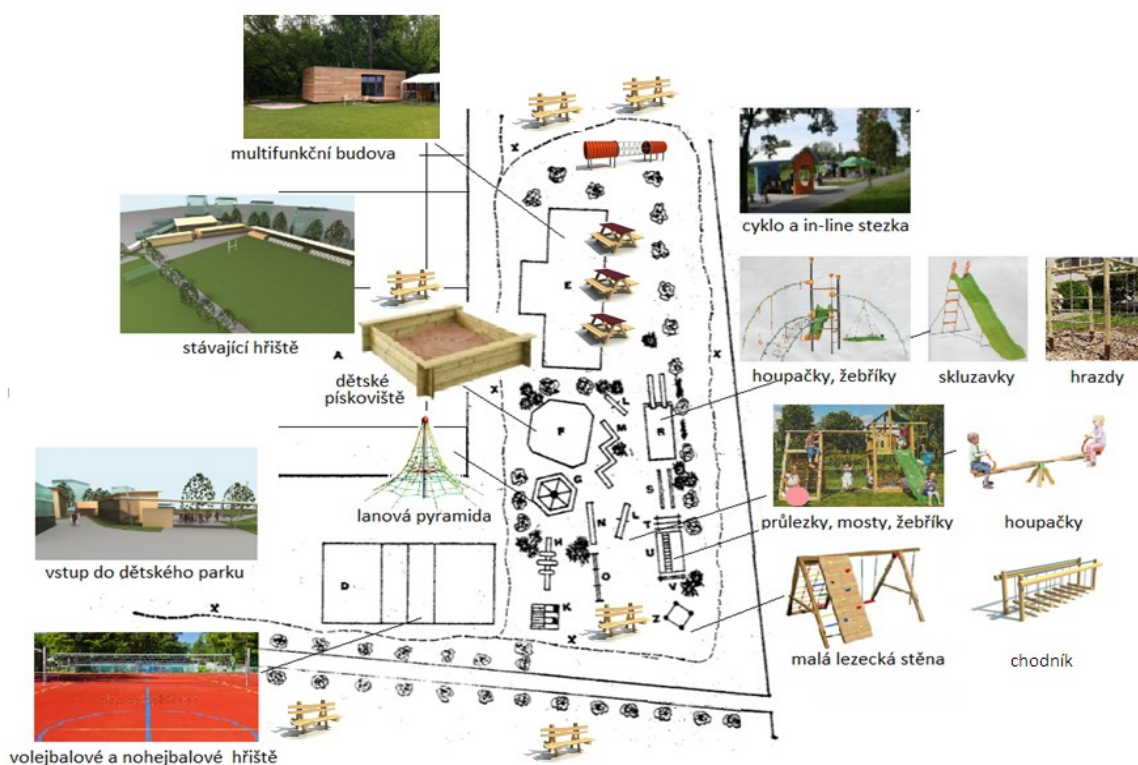 multifunkční budova
cyklo a in-line stezka
stávající hřiště
houpačky, žebříky
skluzavky
hrazdy
dětské
pískoviště
lanová pyramida
průlezky, mosty, žebříky
houpačky
vstup do dětského parku
malá lezecká stěna
chodník
volejbalové a nohejbalové hřiště
X
E
A
X
X
L
F
M
R
G
S
N
L
T
H
U
O
V
D
K
Z
X
X